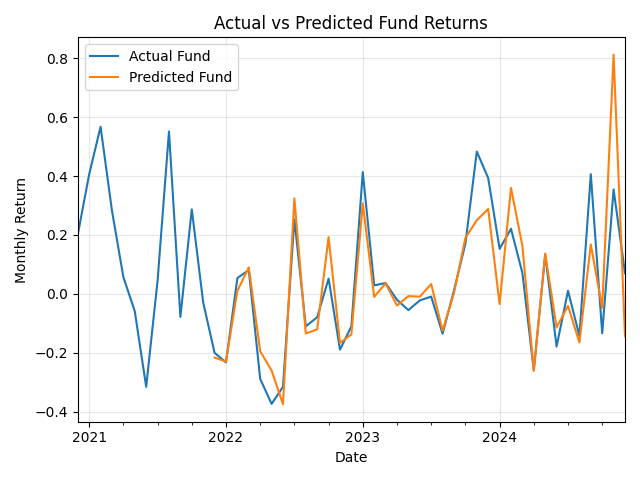 Actual vs Predicted Fund Returns
Actual Fund
Predicted Fund
Monthly Return
0.8
0.6
0.4
0.2
0.0
−0.2
−0.4
2021
2022
2023
2024
Date